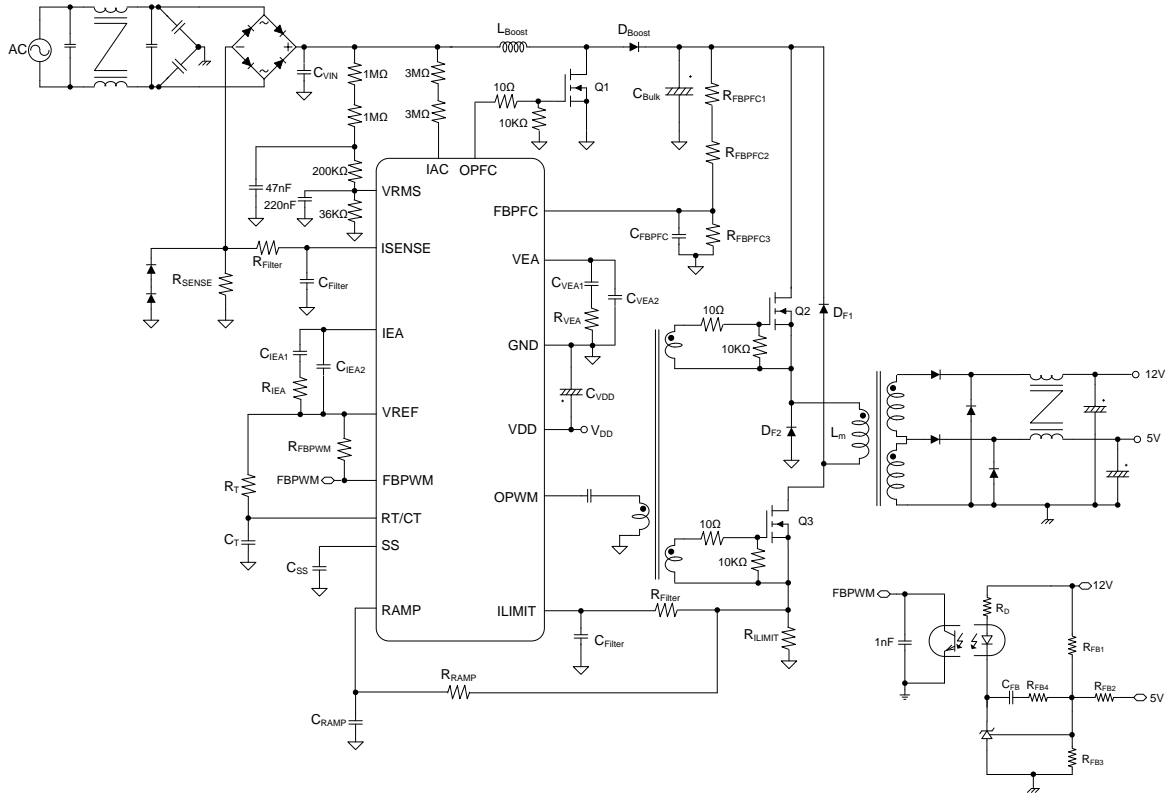 AC
L_Boost
D_Boost
C_VIN
1MΩ
3MΩ
1MΩ
3MΩ
10Ω
Q1
10KΩ
C_Bulk
R_FBPFC1
R_FBPFC2
IAC OPFC
200KΩ
47nF
220nF
36KΩ
VRMS
FBPFC
C_FBPFC
R_FBPFC3
ISENSE
R_Filter
C_Filter
R_SENSE
VEA
C_VEA1
C_VEA2
R_VEA
GND
IEA
C_IEA1
C_IEA2
R_IEA
C_VDD
VREF
VDD
V_DD
R_FBPWM
FBPWM
FBPWM
R_T
RT/CT
C_T
SS
C_SS
OPWM
RAMP
ILIMIT
R_Filter
C_Filter
R_ILIMIT
R_RAMP
C_RAMP
10Ω
Q2
10KΩ
D_F1
D_F2
L_m
10Ω
Q3
10KΩ
12V
5V
FBPWM
1nF
R_D
12V
R_FB1
C_FB
R_FB4
R_FB2
5V
R_FB3